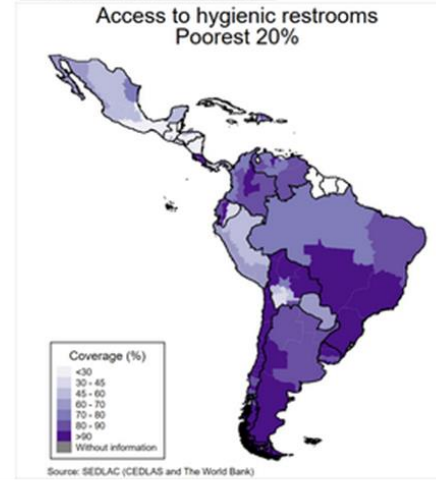 Access to hygienic restrooms
Poorest 20%
Coverage (%)
<30
30 - 45
45 - 60
60 - 70
70 - 80
80 - 90
>90
Without information
Source: SEDLAC (CEDLAS and The World Bank)